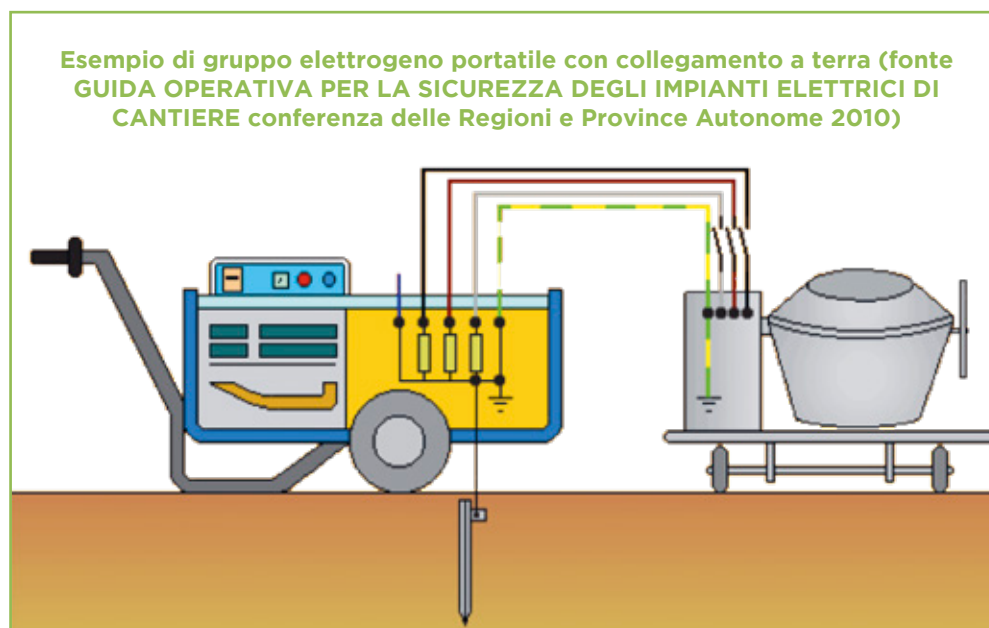 Esempio di gruppo elettrogeno portatile con collegamento a terra (fonte
GUIDA OPERATIVA PER LA SICUREZZA DEGLI IMPIANTI ELETTRICI DI
CANTIERE conferenza delle Regioni e Province Autonome 2010)